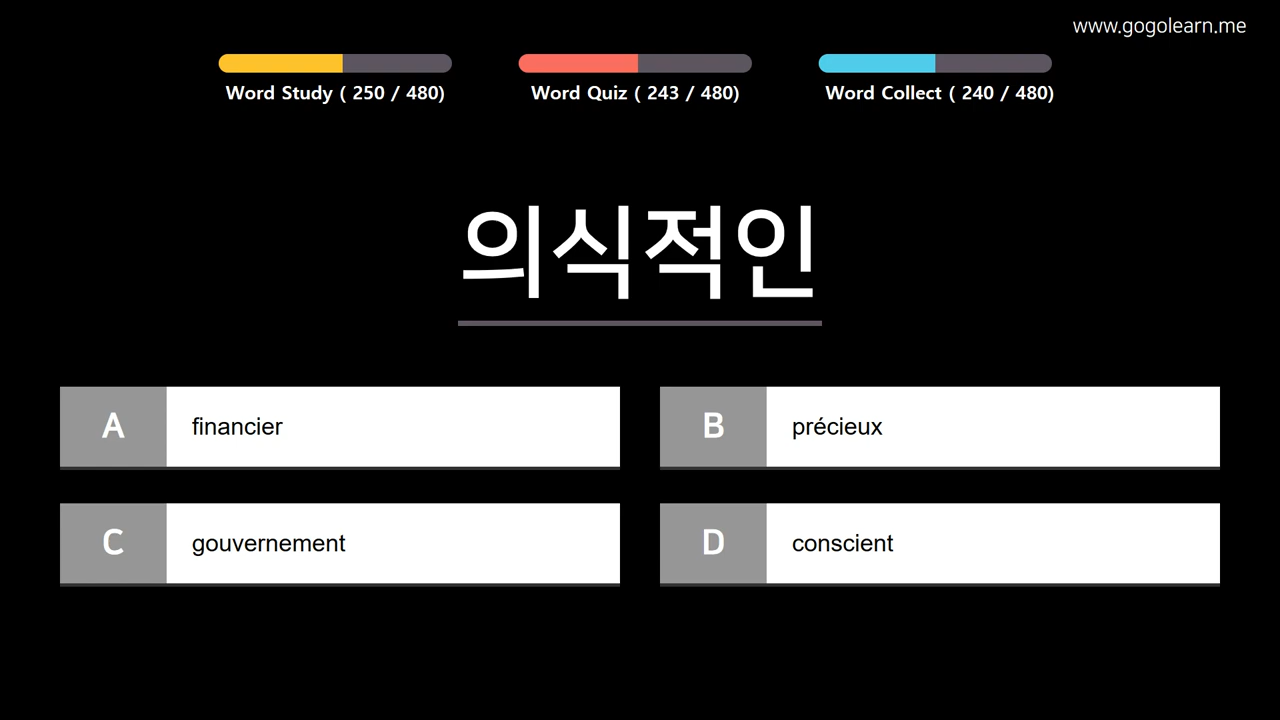 www.gogolearn.me
Word Study ( 250 / 480)
Word Quiz ( 243 / 480)
Word Collect ( 240 / 480)
의식적인
A financier
B précieux
C gouvernement
D conscient